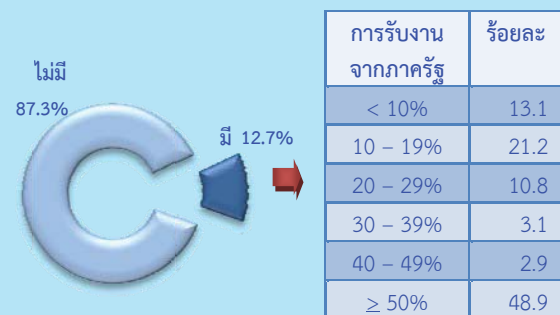 ไม่มี
87.3%
มี 12.7%
การรับงาน ร้อยละ
จากภาครัฐ
< 10% 13.1
10 – 19% 21.2
20 – 29% 10.8
30 – 39% 3.1
40 – 49% 2.9
≥ 50% 48.9